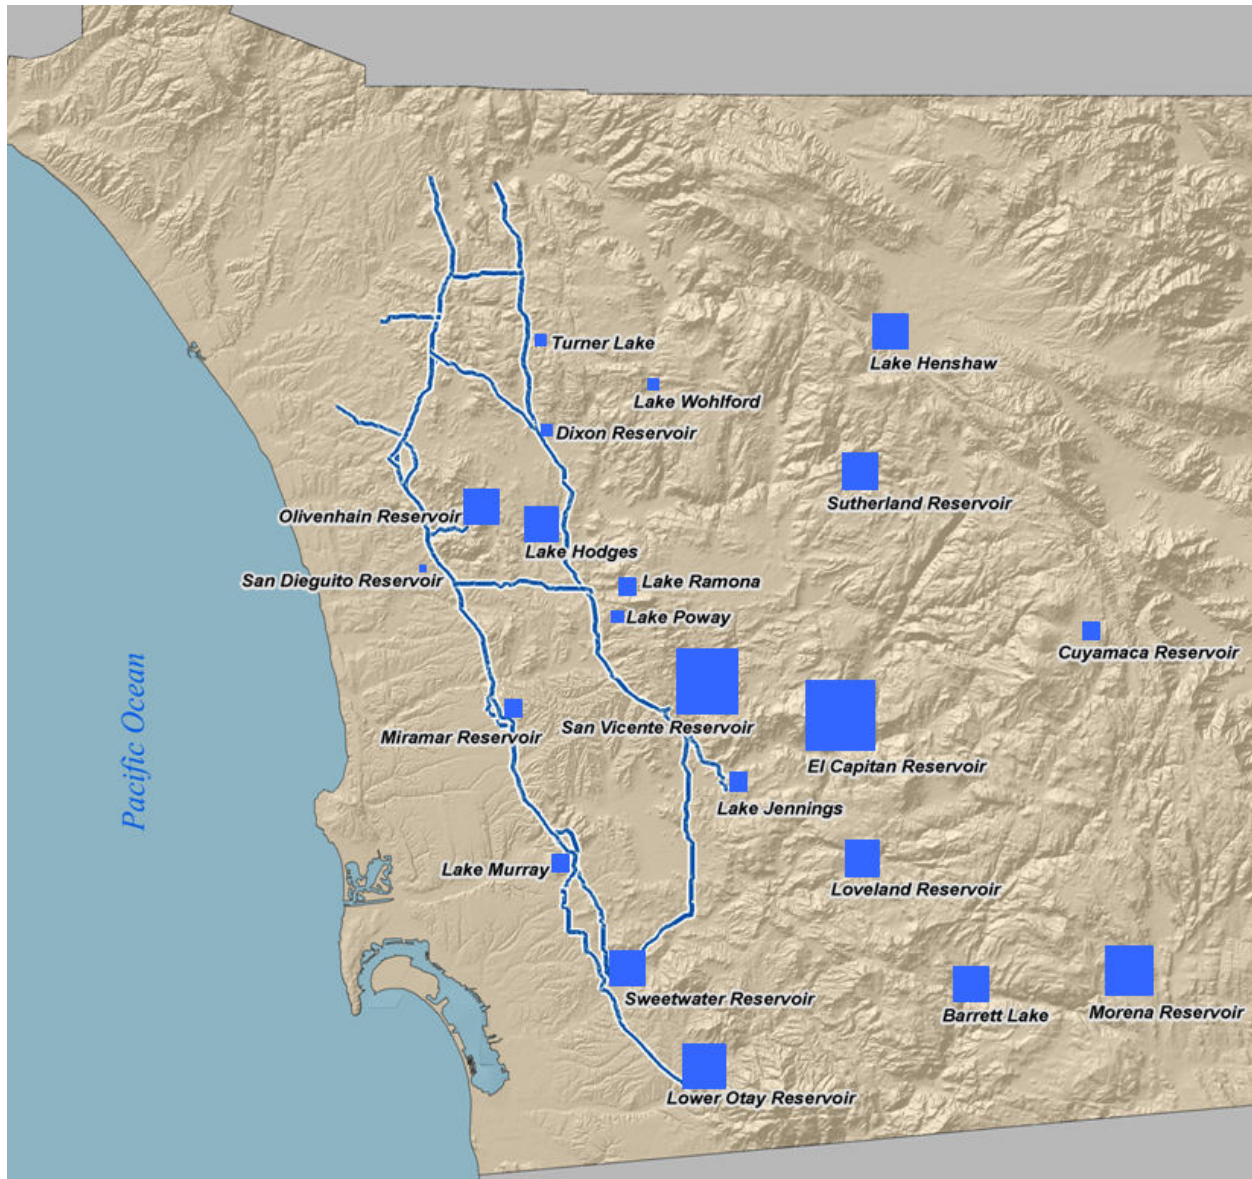 Turner Lake
Lake Henshaw
Lake Wohlford
Dixon Reservoir
Sutherland Reservoir
Olivenhain Reservoir
Lake Hodges
San Dieguito Reservoir
Lake Ramona
Lake Poway
Cuyamaca Reservoir
Pacific Ocean
San Vicente Reservoir
Miramar Reservoir
El Capitan Reservoir
Lake Jennings
Lake Murray
Loveland Reservoir
Sweetwater Reservoir
Barrett Lake
Morena Reservoir
Lower Otay Reservoir